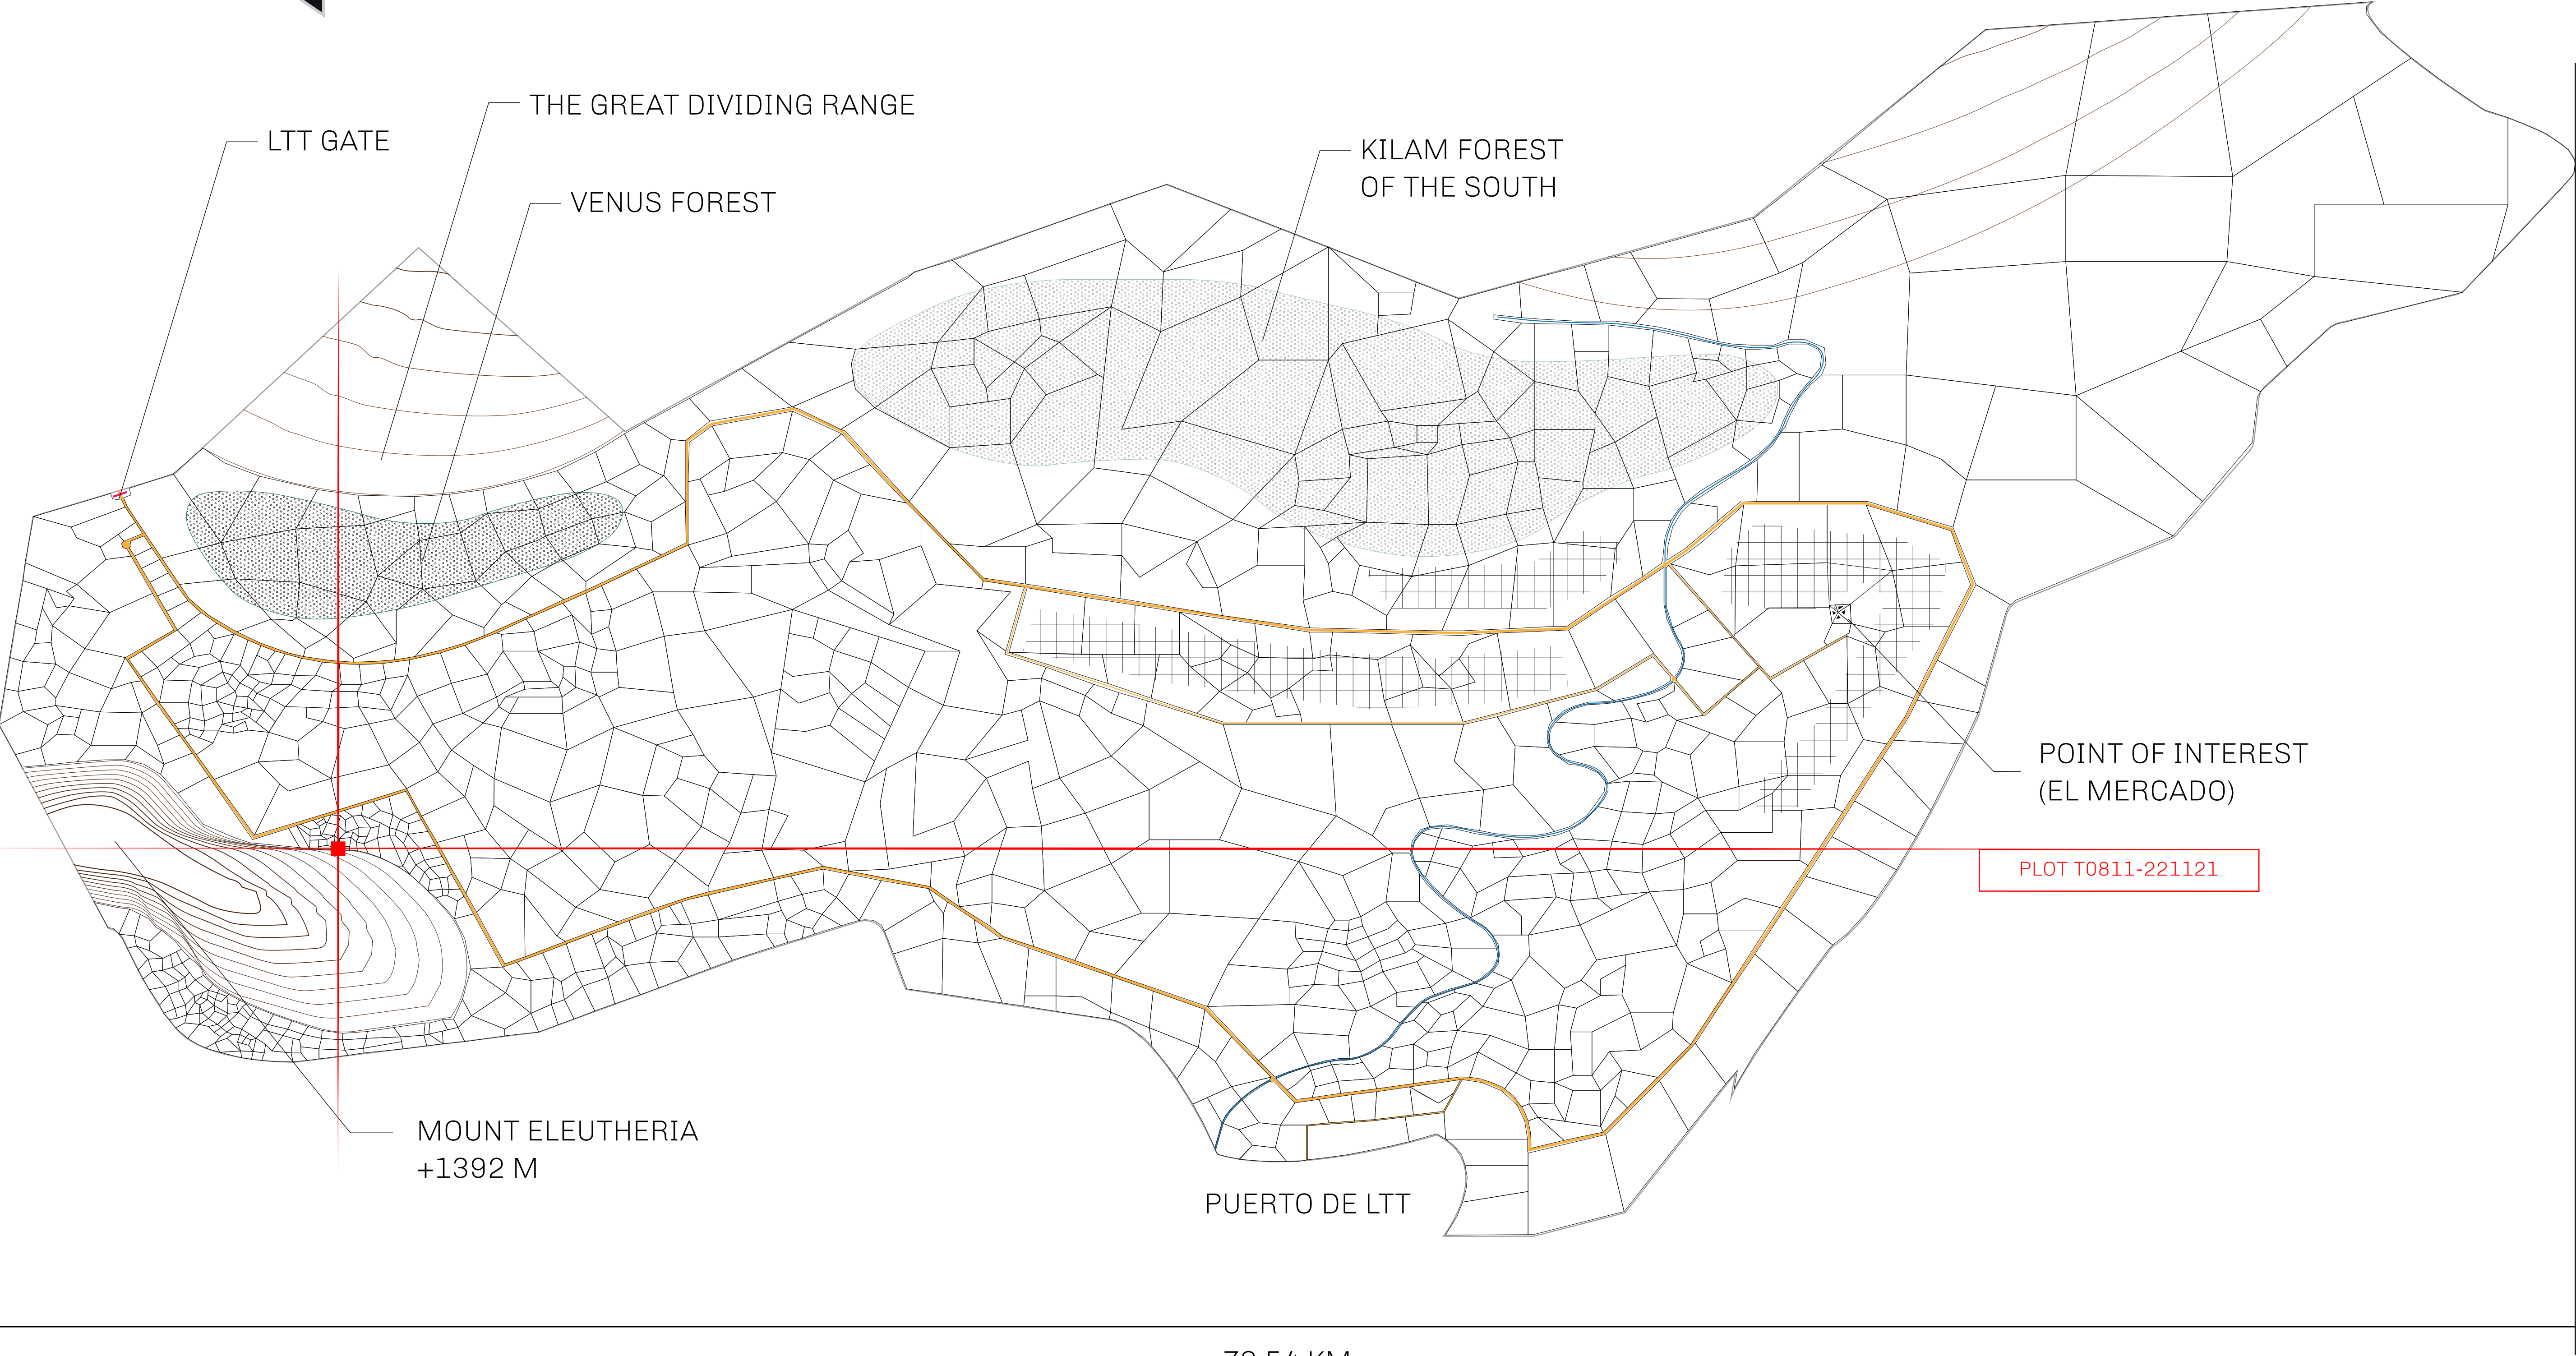 THE GREAT DIVIDING RANGE
LTT GATE
KILAM FOREST
OF THE SOUTH
VENUS FOREST
POINT OF INTEREST
(EL MERCADO)
PLOT T0811-221121
MOUNT ELEUTHERIA
+1392 M
PUERTO DE LTT
KM